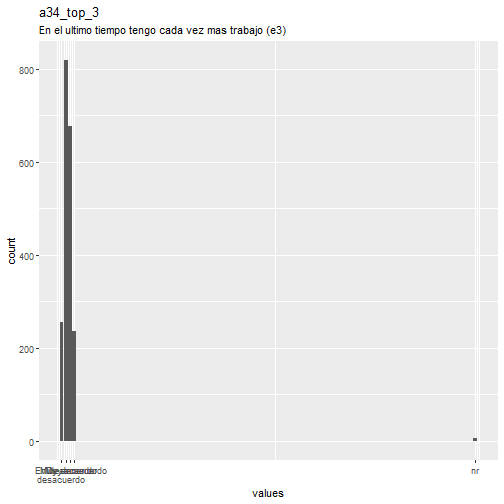 a34_top_3
En el ultimo tiempo tengo cada vez mas trabajo (e3)
800
600
400
200
0
count
desacuerdo
nr
values